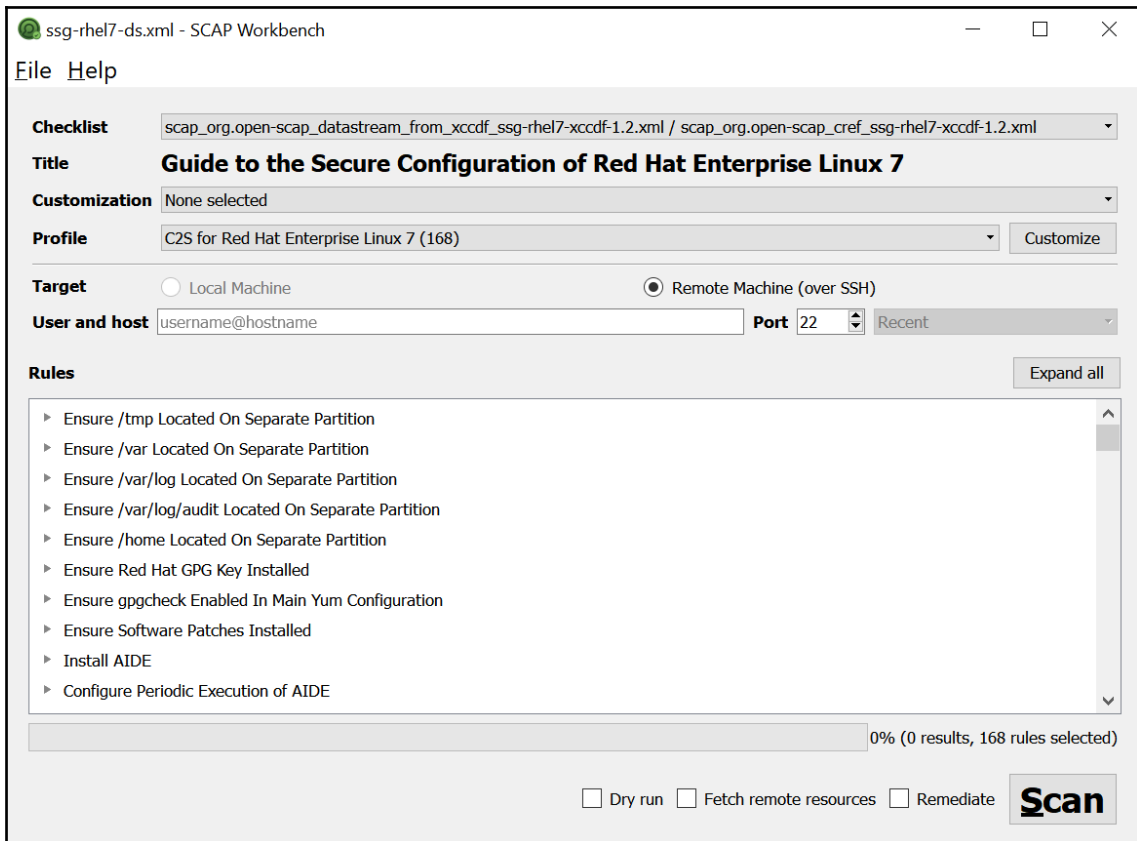 ssg-rhel7-ds.xml - SCAP Workbench
File Help
Checklist scap_org.open-scap_datastream_from_xccdf_ssg-rhel7-xccdf-1.2.xml / scap_org.open-scap_cref_ssg-rhel7-xccdf-1.2.xml
Title Guide to the Secure Configuration of Red Hat Enterprise Linux 7
Customization None selected
Profile C2S for Red Hat Enterprise Linux 7 (168) Customize
Target Local Machine Remote Machine (over SSH)
User and host username@hostname Port 22 Recent
Rules Expand all
Ensure /tmp Located On Separate Partition
Ensure /var Located On Separate Partition
Ensure /var/log Located On Separate Partition
Ensure /var/log/audit Located On Separate Partition
Ensure /home Located On Separate Partition
Ensure Red Hat GPG Key Installed
Ensure gpgcheck Enabled In Main Yum Configuration
Ensure Software Patches Installed
Install AIDE
Configure Periodic Execution of AIDE
0% (0 results, 168 rules selected)
Dry run Fetch remote resources Remediate Scan